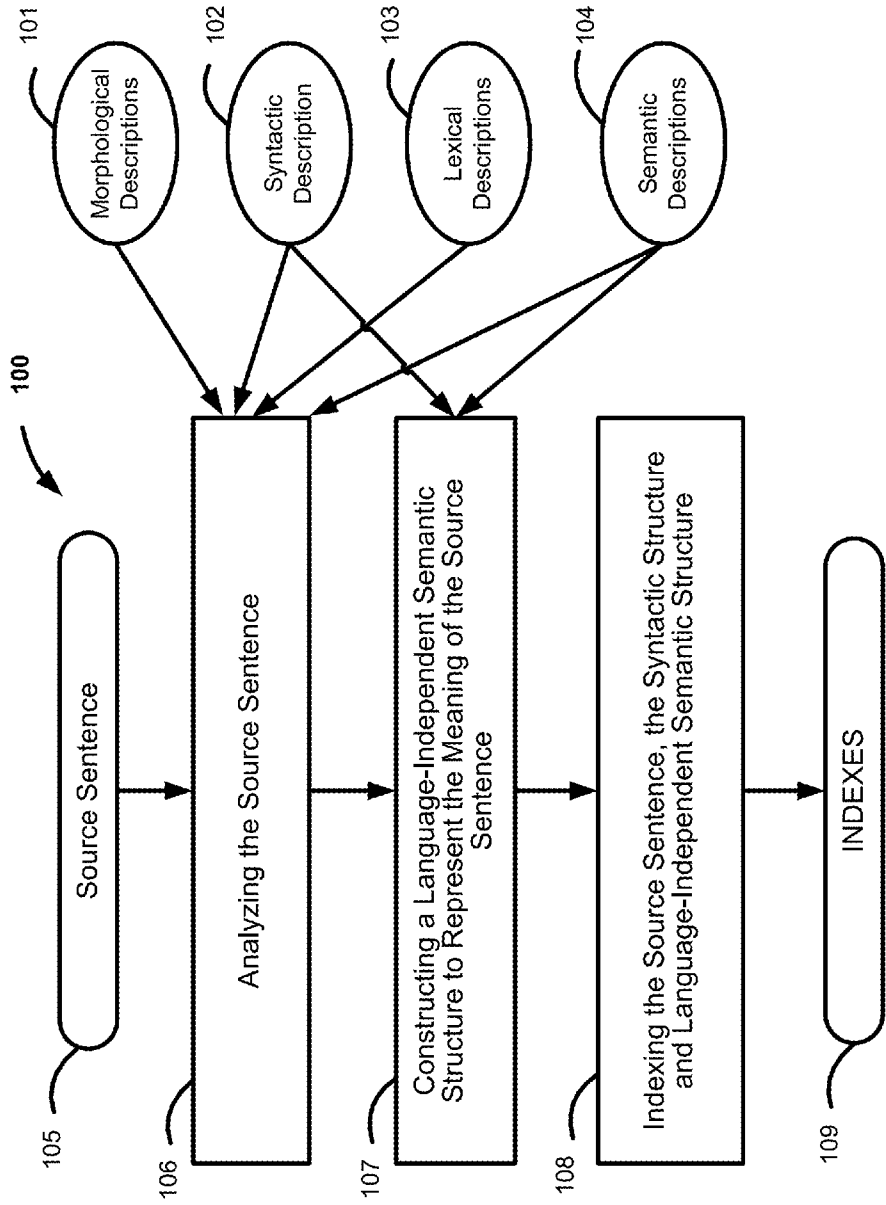 100
105
Source Sentence
106
Analyzing the Source Sentence
107
Constructing a Language-Independent Semantic
Structure to Represent the Meaning of the Source
Sentence
108
Indexing the Source Sentence, the Syntactic Structure
and Language-Independent Semantic Structure
109
INDEXES
101
Morphological
Descriptions
102
Syntactic
Description
103
Lexical
Descriptions
104
Semantic
Descriptions